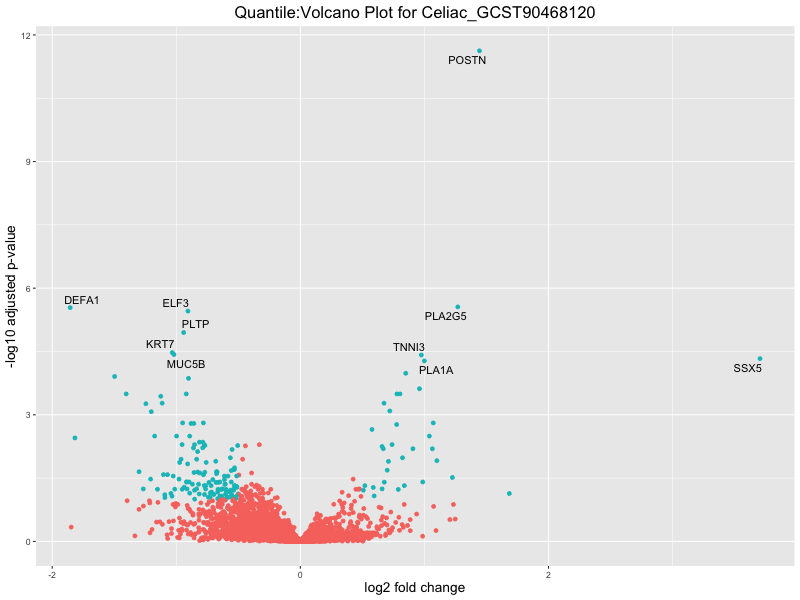 Quantile:Volcano Plot for Celiac_GCST90468120
12
POSTN
9
-log10 adjusted p-value
6
DEFA1
ELF3
PLA2G5
PLTP
KRT7
TNNI3
MUC5B
PLA1A
SSX5
3
0
-2
0
2
log2 fold change